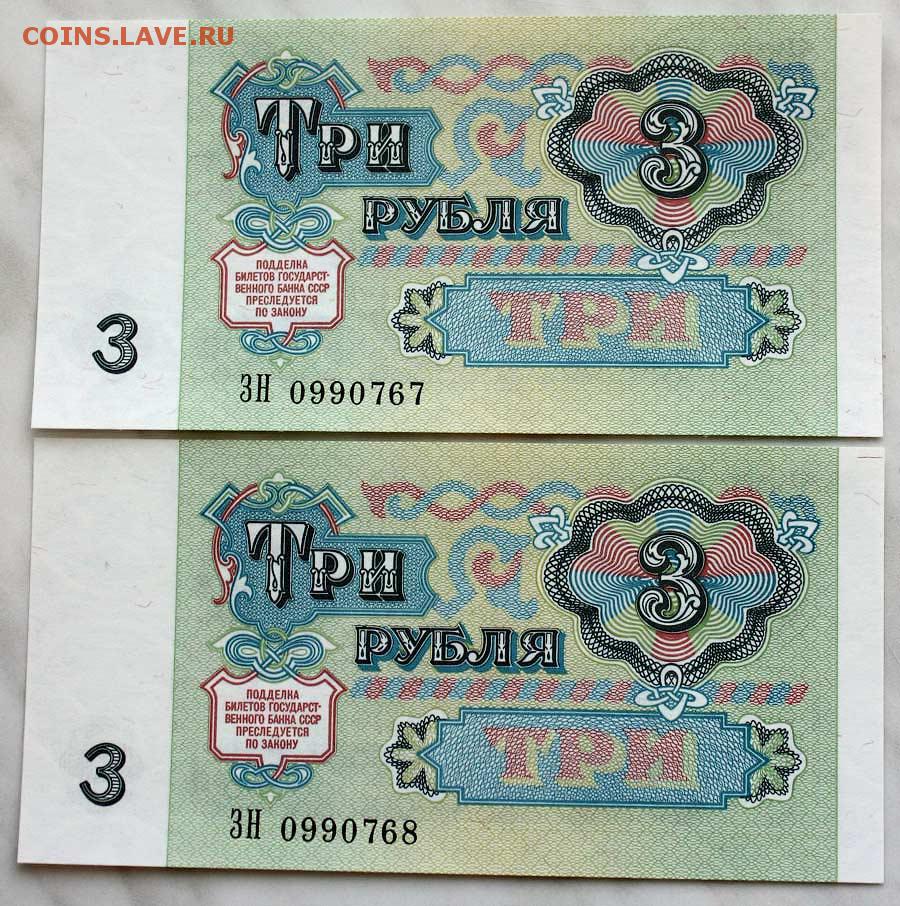 COINS.LAVE.RU
ТРИ
3
РУБЛЯ
ПОДДЕЛКА
БИЛЕТОВ ГОСУДАРСТ-
ВЕННОГО БАНКА СССР
ПРЕСЛЕДУЕТСЯ
ПО ЗАКОНУ
ТРИ
3
ЗН 0990767
ТРИ
3
РУБЛЯ
ПОДДЕЛКА
БИЛЕТОВ ГОСУДАРСТ-
ВЕННОГО БАНКА СССР
ПРЕСЛЕДУЕТСЯ
ПО ЗАКОНУ
ТРИ
3
ЗН 0990768